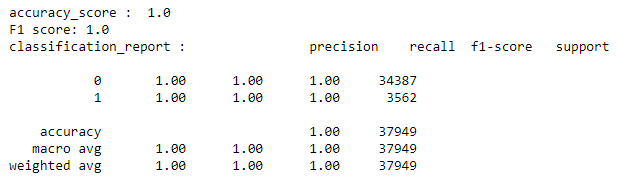 accuracy_score :  1.0
F1 score: 1.0
classification_report :               precision    recall  f1-score   support
0       1.00      1.00      1.00     34387
1       1.00      1.00      1.00      3562
accuracy                           1.00     37949
macro avg       1.00      1.00      1.00     37949
weighted avg       1.00      1.00      1.00     37949